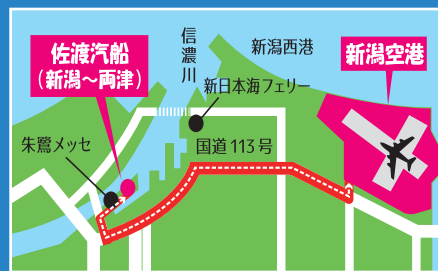 佐渡汽船
(新潟〜両津)
信濃川
新潟西港
新潟空港
新日本海フェリー
朱鷺メッセ
国道113号